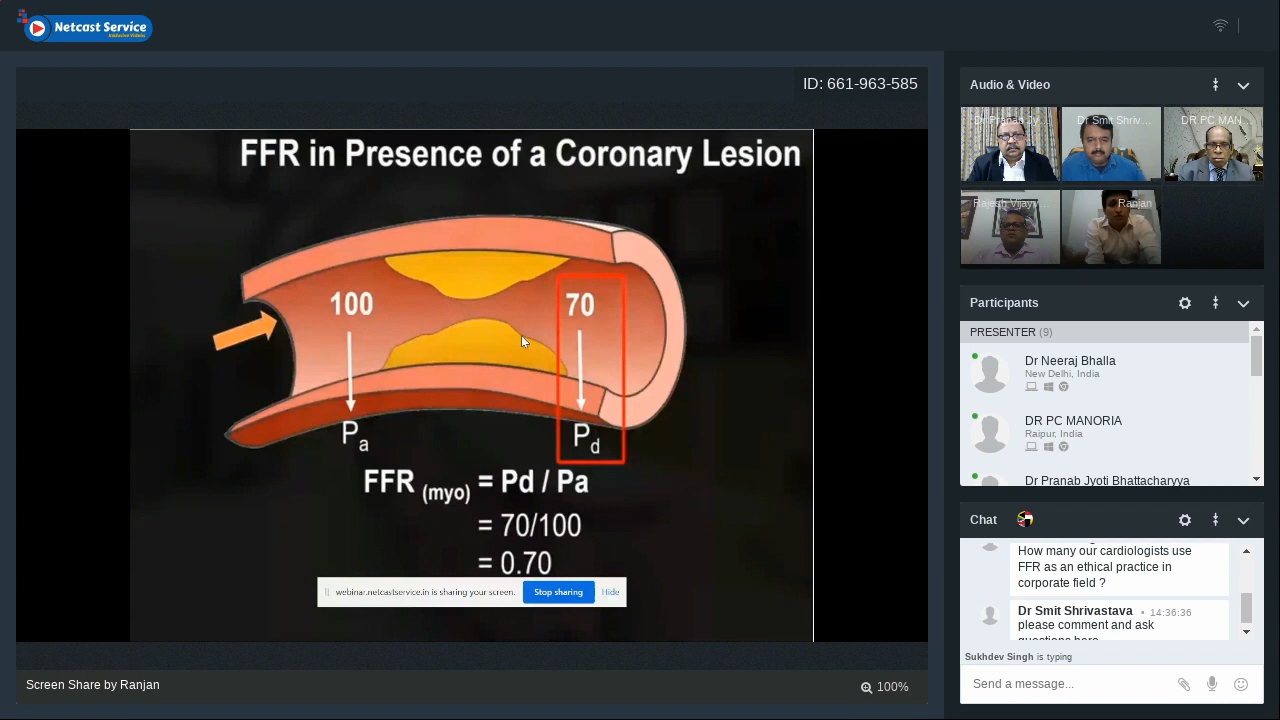 Netcast Service
ID: 661-963-585
FFR in Presence of a Coronary Lesion
100
70
Pa
Pd
FFR (myo) = Pd / Pa
= 70/100
= 0.70
webinar.netcastservice.in is sharing your screen.
Stop sharing
Hide
Screen Share by Ranjan
100%
Audio & Video
Dr Smit Shriv...
DR PC MAN...
Ranjan
Participants
PRESENTER (9)
Dr Neeraj Bhalla
New Delhi, India
DR PC MANORIA
Raipur, India
Dr Pranab Jyoti Bhattacharyya
Chat
How many our cardiologists use
FFR as an ethical practice in
corporate field ?
Dr Smit Shrivastava • 14:36:36
please comment and ask
questions here
Sukhdev Singh is typing
Send a message...